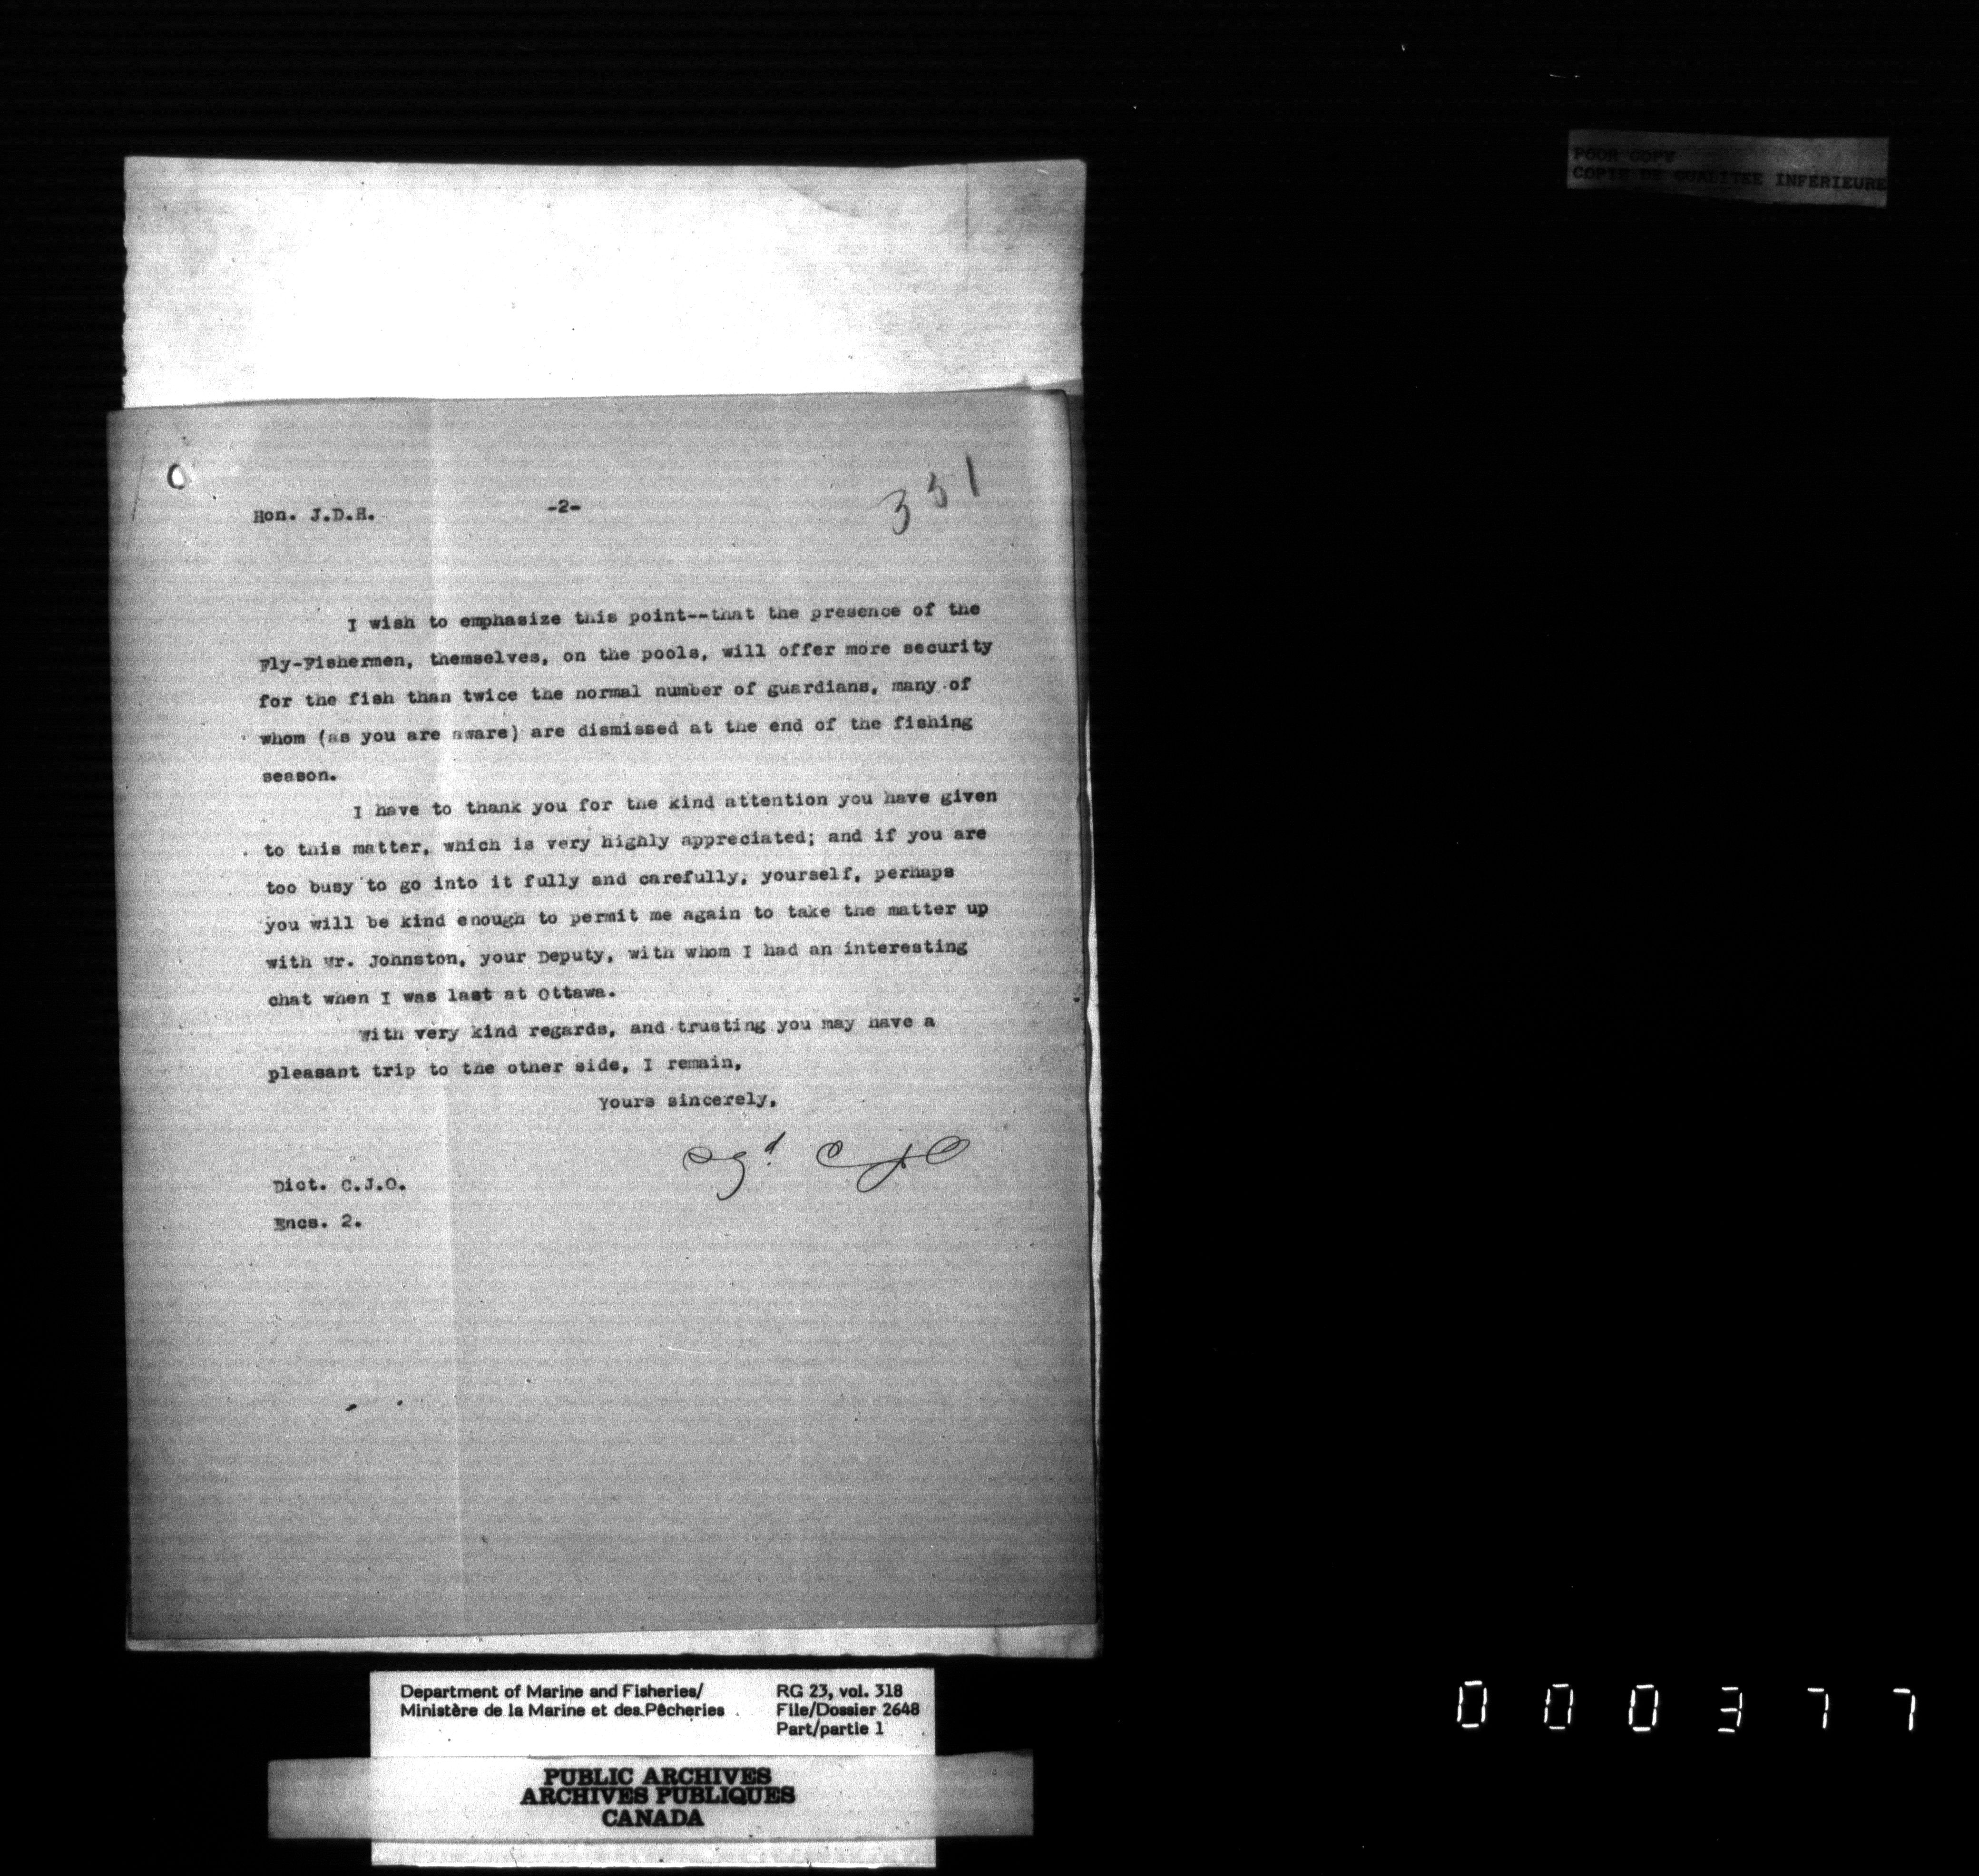 POOR COPY
COPIE DE QUALITEE INFERIEURE
351
Hon. J.D.H.
-2-
I wish to emphasize this point--that the presence of the
Fly-Fishermen, themselves, on the pools, will offer more security
for the fish than twice the normal number of guardians, many of
whom (as you are aware) are dismissed at the end of the fishing
season.
I have to thank you for the kind attention you have given
to this matter, which is very highly appreciated; and if you are
too busy to go into it fully and carefully, yourself, perhaps
you will be kind enough to permit me again to take the matter up
with Mr. Johnston, your Deputy, with whom I had an interesting
chat when I was last at Ottawa.
With very kind regards, and trusting you may have a
pleasant trip to the other side, I remain,
Yours sincerely,
Sgd. CJO
Dict. C.J.O.
Encs. 2.
Department of Marine and Fisheries/
Ministère de la Marine et des Pêcheries
RG 23, vol. 318
File/Dossier 2648
Part/partie 1
PUBLIC ARCHIVES
ARCHIVES PUBLIQUES
CANADA
000377